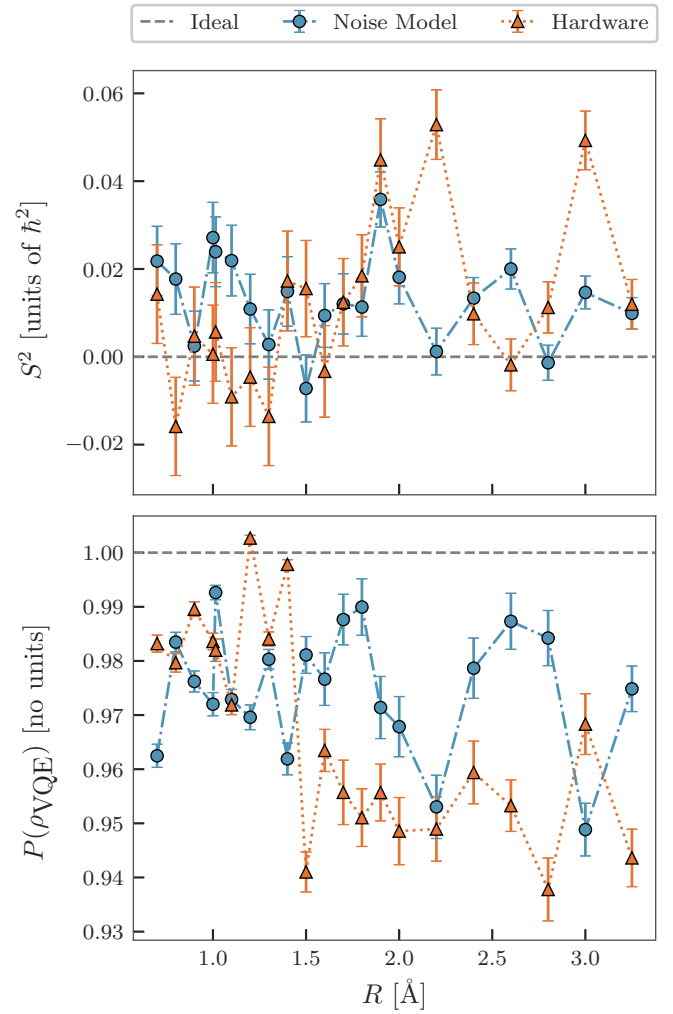 Ideal Noise Model Hardware
0.06
0.04
0.02
0.00
−0.02
S² [units of ħ²]
1.00
0.99
0.98
0.97
0.96
0.95
0.94
0.93
P(ρVQE) [no units]
1.0 1.5 2.0 2.5 3.0
R [Å]